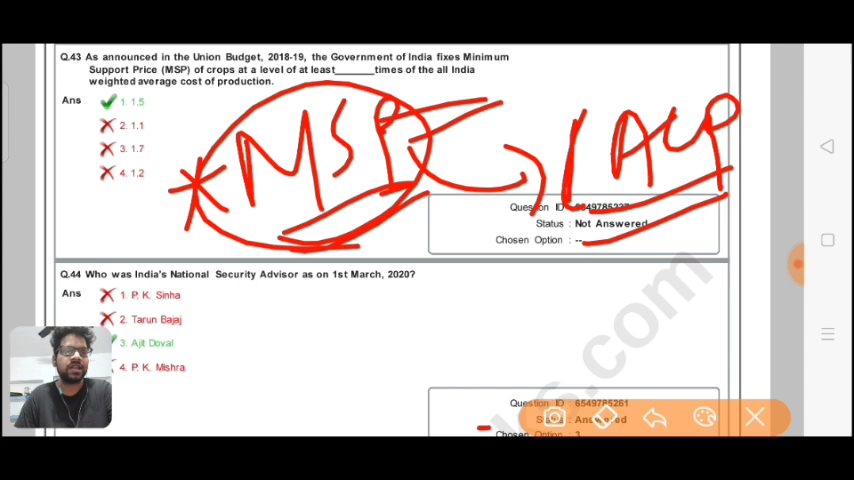 Q.43 As announced in the Union Budget, 2018-19, the Government of India fixes Minimum
Support Price (MSP) of crops at a level of at least_______times of the all India
weighted average cost of production.
Ans 1. 1.5
2. 1.1
3. 1.7
4. 1.2
MSP
Question ID :
Status : Not Answered
Chosen Option : --
Q.44 Who was India's National Security Advisor as on 1st March, 2020?
Ans 1. P. K. Sinha
2. Tarun Bajaj
3. Ajit Doval
4. P. K. Mishra
Question ID : 6549785261
Status : Answered
Chosen Option : 3
.com